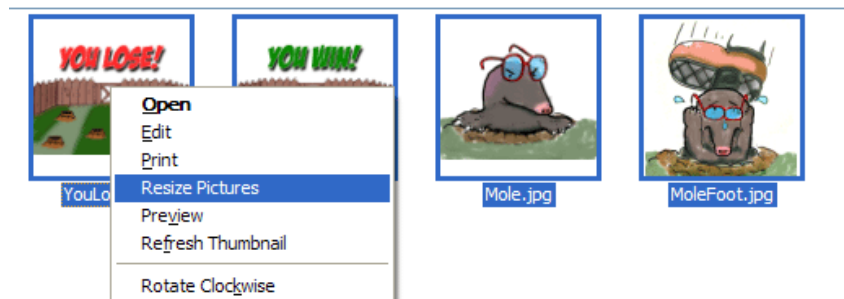 YOU LOSE!
YOU WIN!
Open
Edit
Print
Resize Pictures
Preview
Refresh Thumbnail
Rotate Clockwise
YouLo
Mole.jpg
MoleFoot.jpg